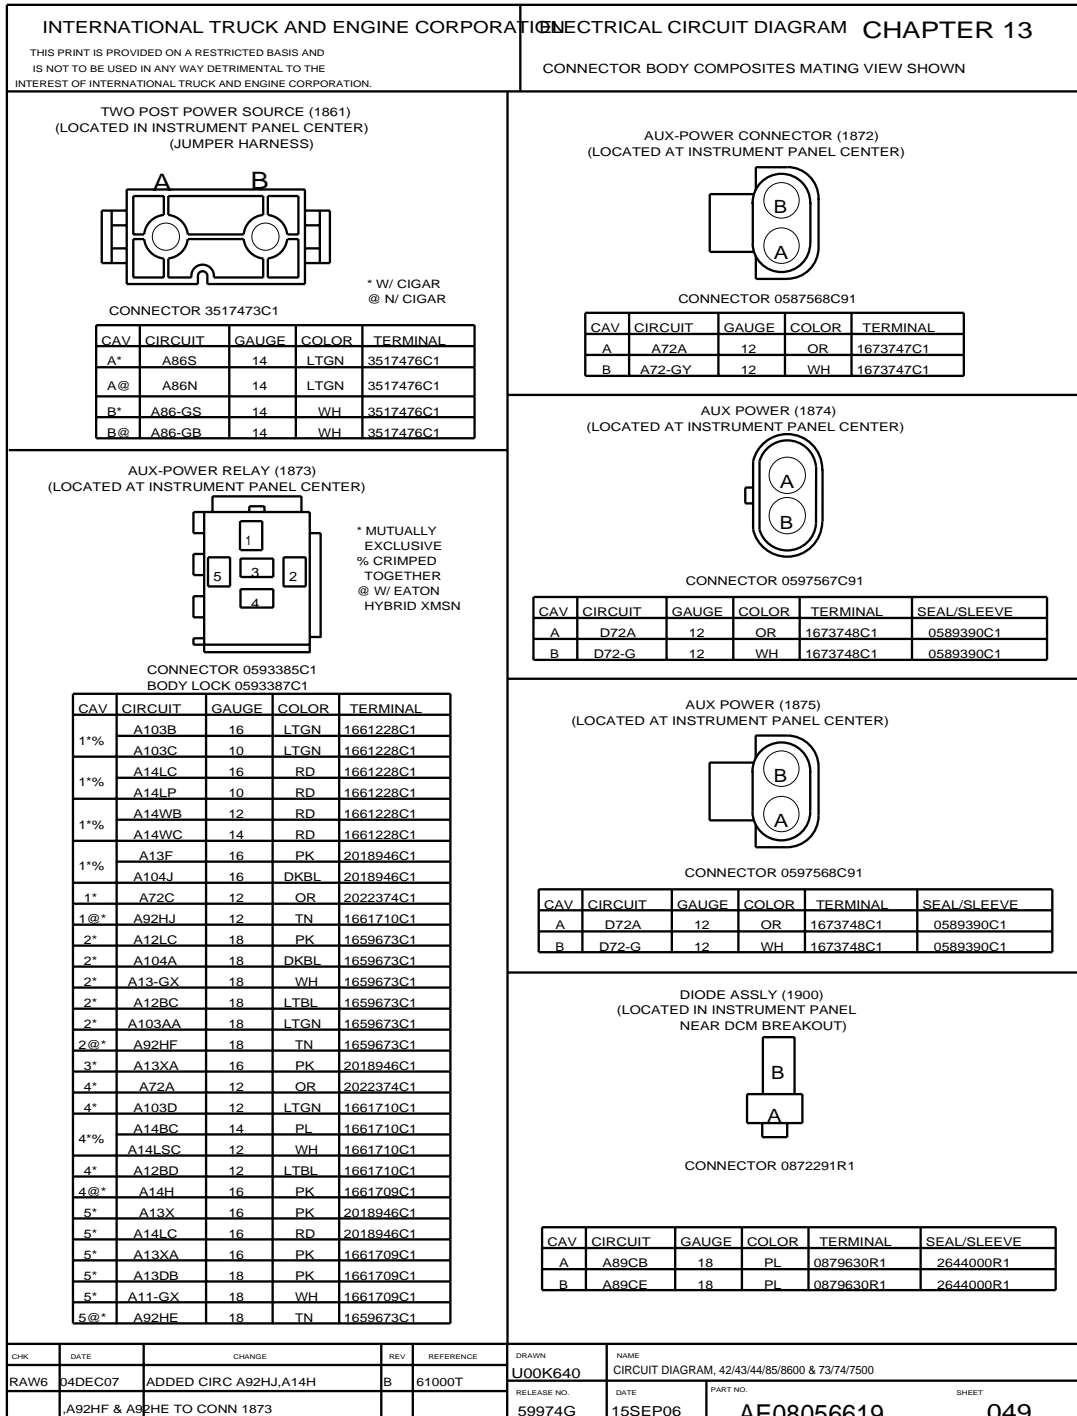 INTERNATIONAL TRUCK AND ENGINE CORPORATION
THIS PRINT IS PROVIDED ON A RESTRICTED BASIS AND
IS NOT TO BE USED IN ANY WAY DETRIMENTAL TO THE
INTEREST OF INTERNATIONAL TRUCK AND ENGINE CORPORATION.
ELECTRICAL CIRCUIT DIAGRAM CHAPTER 13
CONNECTOR BODY COMPOSITES MATING VIEW SHOWN
TWO POST POWER SOURCE (1861)
(LOCATED IN INSTRUMENT PANEL CENTER)
(JUMPER HARNESS)
A B
* W/ CIGAR
@ N/ CIGAR
CONNECTOR 3517473C1
CAV CIRCUIT GAUGE COLOR TERMINAL
A* A86S 14 LTGN 3517476C1
A@ A86N 14 LTGN 3517476C1
B* A86-GS 14 WH 3517476C1
B@ A86-GB 14 WH 3517476C1
AUX-POWER RELAY (1873)
(LOCATED AT INSTRUMENT PANEL CENTER)
1
5 3 2
4
* MUTUALLY
EXCLUSIVE
% CRIMPED
TOGETHER
@ W/ EATON
HYBRID XMSN
CONNECTOR 0593385C1
BODY LOCK 0593387C1
CAV CIRCUIT GAUGE COLOR TERMINAL
1*% A103B 16 LTGN 1661228C1
A103C 10 LTGN 1661228C1
1*% A14LC 16 RD 1661228C1
A14LP 10 RD 1661228C1
1*% A14WB 12 RD 1661228C1
A14WC 14 RD 1661228C1
1*% A13F 16 PK 2018946C1
A104J 16 DKBL 2018946C1
1* A72C 12 OR 2022374C1
1@* A92HJ 12 TN 1661710C1
2* A12LC 18 PK 1659673C1
2* A104A 18 DKBL 1659673C1
2* A13-GX 18 WH 1659673C1
2* A12BC 18 LTBL 1659673C1
2* A103AA 18 LTGN 1659673C1
2@* A92HF 18 TN 1659673C1
3* A13XA 16 PK 2018946C1
4* A72A 12 OR 2022374C1
4* A103D 12 LTGN 1661710C1
4*% A14BC 14 PL 1661710C1
A14LSC 12 WH 1661710C1
4* A12BD 12 LTBL 1661710C1
4@* A14H 16 PK 1661709C1
5* A13X 16 PK 2018946C1
5* A14LC 16 RD 2018946C1
5* A13XA 16 PK 1661709C1
5* A13DB 18 PK 1661709C1
5* A11-GX 18 WH 1661709C1
5@* A92HE 18 TN 1659673C1
AUX-POWER CONNECTOR (1872)
(LOCATED AT INSTRUMENT PANEL CENTER)
B
A
CONNECTOR 0587568C91
CAV CIRCUIT GAUGE COLOR TERMINAL
A A72A 12 OR 1673747C1
B A72-GY 12 WH 1673747C1
AUX POWER (1874)
(LOCATED AT INSTRUMENT PANEL CENTER)
A
B
CONNECTOR 0597567C91
CAV CIRCUIT GAUGE COLOR TERMINAL SEAL/SLEEVE
A D72A 12 OR 1673748C1 0589390C1
B D72-G 12 WH 1673748C1 0589390C1
AUX POWER (1875)
(LOCATED AT INSTRUMENT PANEL CENTER)
B
A
CONNECTOR 0597568C91
CAV CIRCUIT GAUGE COLOR TERMINAL SEAL/SLEEVE
A D72A 12 OR 1673748C1 0589390C1
B D72-G 12 WH 1673748C1 0589390C1
DIODE ASSLY (1900)
(LOCATED IN INSTRUMENT PANEL
NEAR DCM BREAKOUT)
B
A
CONNECTOR 0872291R1
CAV CIRCUIT GAUGE COLOR TERMINAL SEAL/SLEEVE
A A89CB 18 PL 0879630R1 2644000R1
B A89CE 18 PL 0879630R1 2644000R1
CHK DATE CHANGE REV REFERENCE
RAW6 04DEC07 ADDED CIRC A92HJ,A14H B 61000T
,A92HF & A92HE TO CONN 1873
DRAWN NAME
U00K640 CIRCUIT DIAGRAM, 42/43/44/85/8600 & 73/74/7500
RELEASE NO. DATE PART NO. SHEET
59974G 15SEP06 AE08056619 049